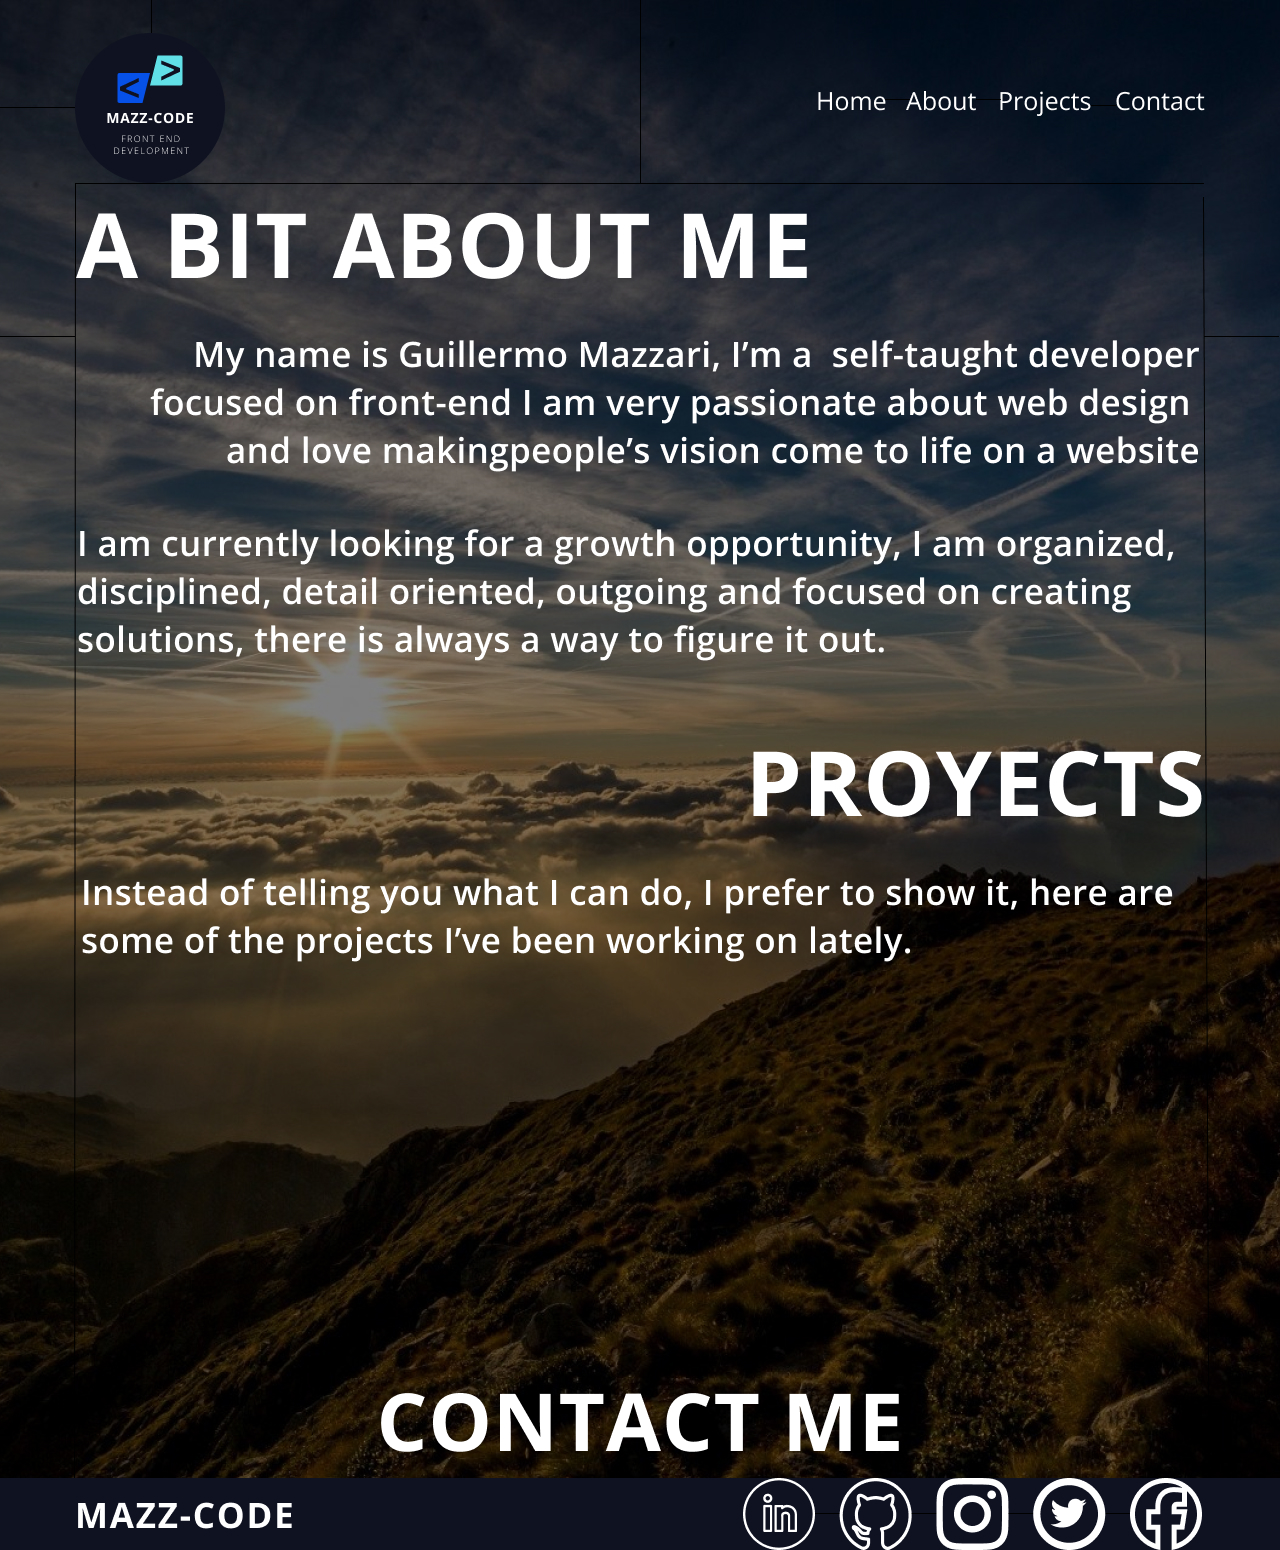 < >
MAZZ-CODE
FRONT END
DEVELOPMENT
Home About Projects Contact
A BIT ABOUT ME
My name is Guillermo Mazzari, I’m a  self-taught developer
focused on front-end I am very passionate about web design
and love makingpeople’s vision come to life on a website
I am currently looking for a growth opportunity, I am organized,
disciplined, detail oriented, outgoing and focused on creating
solutions, there is always a way to figure it out.
PROYECTS
Instead of telling you what I can do, I prefer to show it, here are
some of the projects I’ve been working on lately.
CONTACT ME
MAZZ-CODE
in